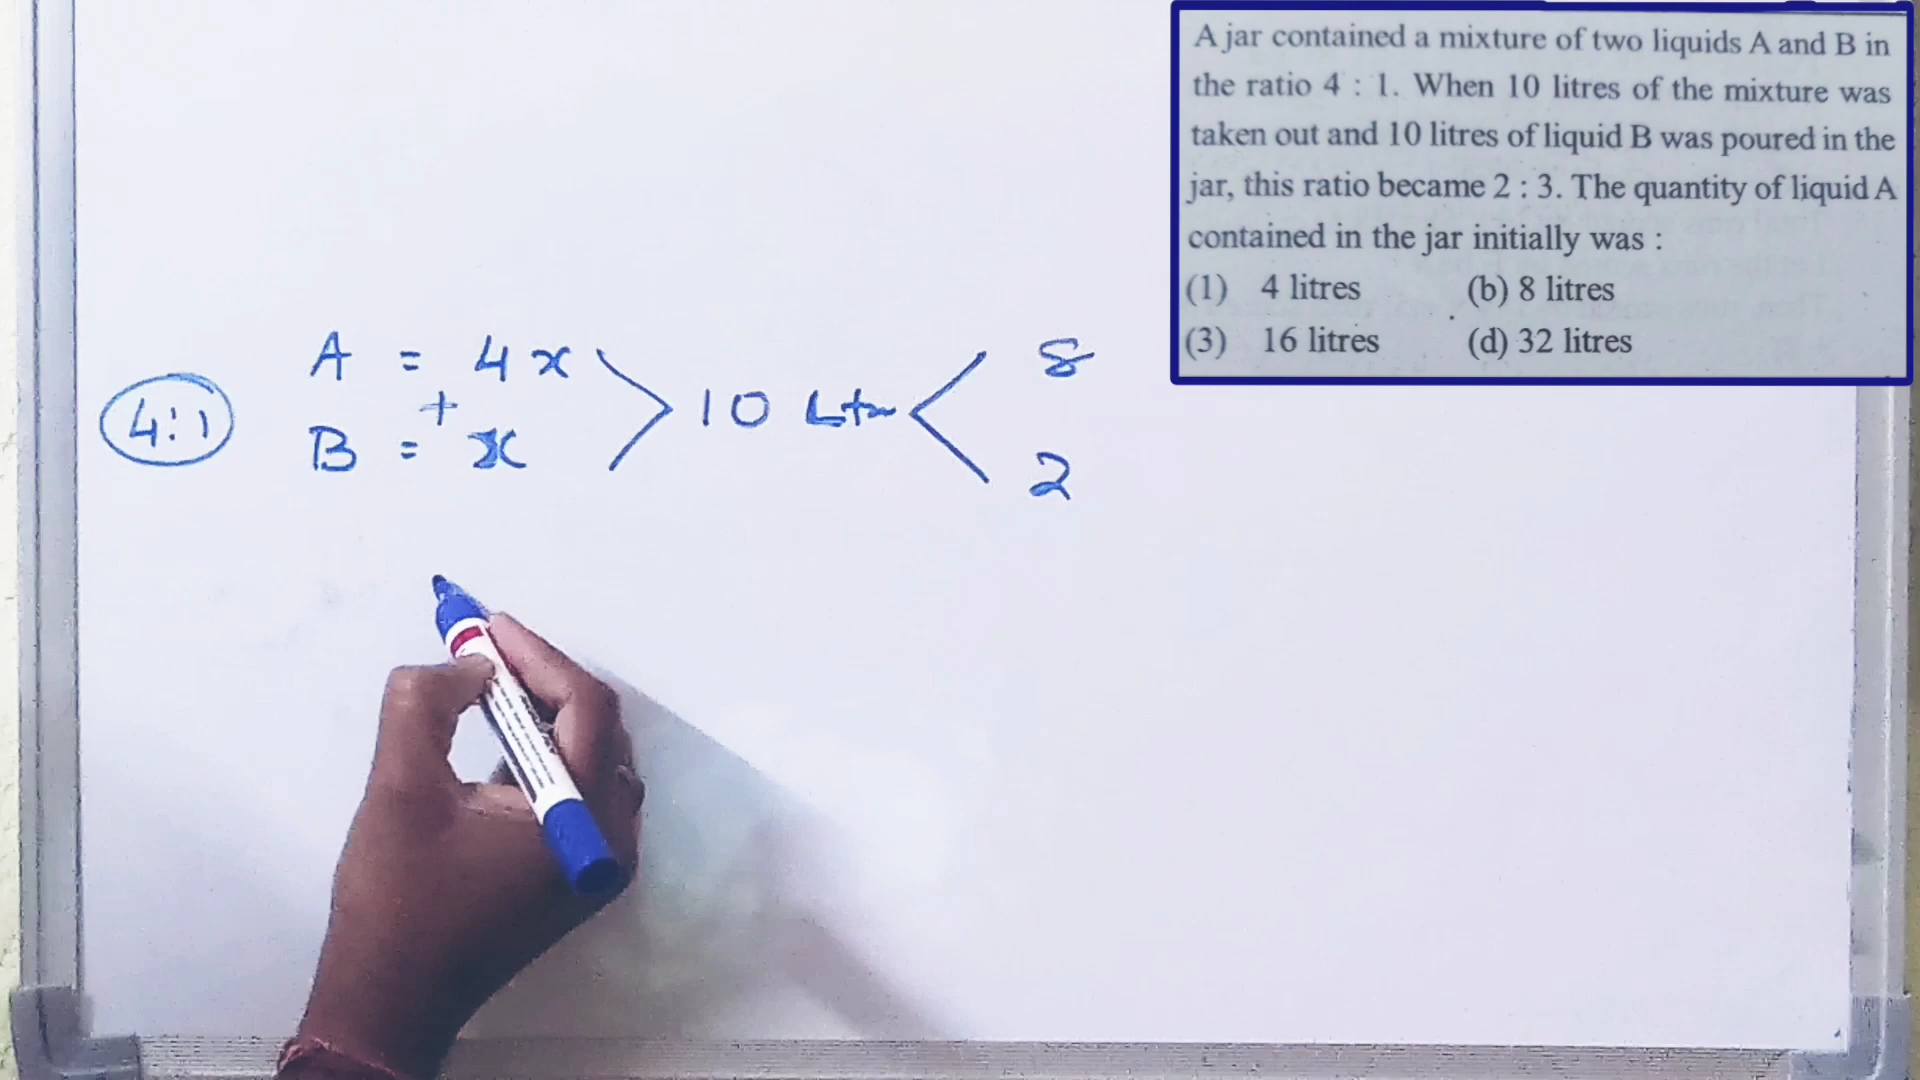 A jar contained a mixture of two liquids A and B in
the ratio 4 : 1. When 10 litres of the mixture was
taken out and 10 litres of liquid B was poured in the
jar, this ratio became 2 : 3. The quantity of liquid A
contained in the jar initially was :
(1) 4 litres (b) 8 litres
(3) 16 litres (d) 32 litres
A = 4x 8
4:1 + 10 Ltr
B = x 2